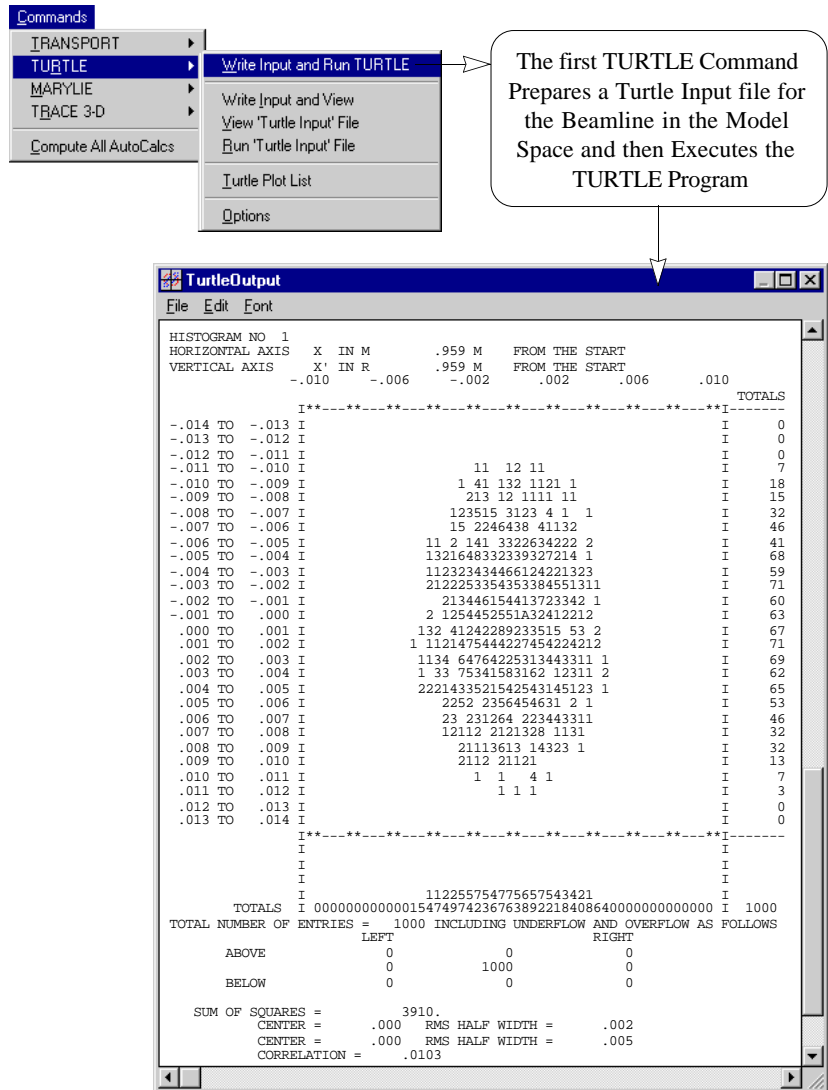 Commands
TRANSPORT
TURTLE
MARYLIE
TRACE 3-D
Compute All AutoCalcs
Write Input and Run TURTLE
Write Input and View
View 'Turtle Input' File
Run 'Turtle Input' File
Turtle Plot List
Options
The first TURTLE Command
Prepares a Turtle Input file for
the Beamline in the Model
Space and then Executes the
TURTLE Program
TurtleOutput
File Edit Font
HISTOGRAM NO 1
HORIZONTAL AXIS X IN M .959 M FROM THE START
VERTICAL AXIS X' IN R .959 M FROM THE START
-.010 -.006 -.002 .002 .006 .010
TOTALS
I**---**---**---**---**---**---**---**---**---**---**I-------
-.014 TO -.013 I I 0
-.013 TO -.012 I I 0
-.012 TO -.011 I I 0
-.011 TO -.010 I 11 12 11 I 7
-.010 TO -.009 I 1 41 132 1121 1 I 18
-.009 TO -.008 I 213 12 1111 11 I 15
-.008 TO -.007 I 123515 3123 4 1 1 I 32
-.007 TO -.006 I 15 2246438 41132 I 46
-.006 TO -.005 I 11 2 141 3322634222 2 I 41
-.005 TO -.004 I 132164833233932​7214 1 I 68
-.004 TO -.003 I 112323434466124221323 I 59
-.003 TO -.002 I 2122253354353384551311 I 71
-.002 TO -.001 I 213446154413723342 1 I 60
-.001 TO .000 I 2 1254452551A32412212 I 63
.000 TO .001 I 132 41242289233515 53 2 I 67
.001 TO .002 I 1 1121475444227454224212 I 71
.002 TO .003 I 1134 64764225313443311 1 I 69
.003 TO .004 I 1 33 75341583162 12311 2 I 62
.004 TO .005 I 2221433521542543145123 1 I 65
.005 TO .006 I 2252 2356454631 2 1 I 53
.006 TO .007 I 23 231264 223443311 I 46
.007 TO .008 I 12112 2121328 1131 I 32
.008 TO .009 I 21113613 14323 1 I 32
.009 TO .010 I 2112 21121 I 13
.010 TO .011 I 1 1 4 1 I 7
.011 TO .012 I 1 1 1 I 3
.012 TO .013 I I 0
.013 TO .014 I I 0
I**---**---**---**---**---**---**---**---**---**---**I-------
I I
I I
I I
I 112255754775657543421 I
TOTALS I 0000000000001547497423676389221840864000000000000 I 1000
TOTAL NUMBER OF ENTRIES = 1000 INCLUDING UNDERFLOW AND OVERFLOW AS FOLLOWS
LEFT RIGHT
ABOVE 0 0 0
0 1000 0
BELOW 0 0 0
SUM OF SQUARES = 3910.
CENTER = .000 RMS HALF WIDTH = .002
CENTER = .000 RMS HALF WIDTH = .005
CORRELATION = .0103